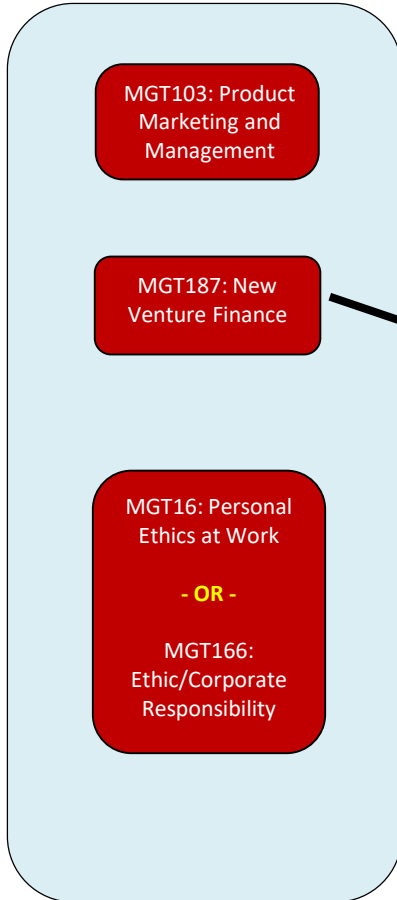 MGT103: Product
Marketing and
Management
MGT187: New
Venture Finance
MGT16: Personal
Ethics at Work
- OR -
MGT166:
Ethic/Corporate
Responsibility